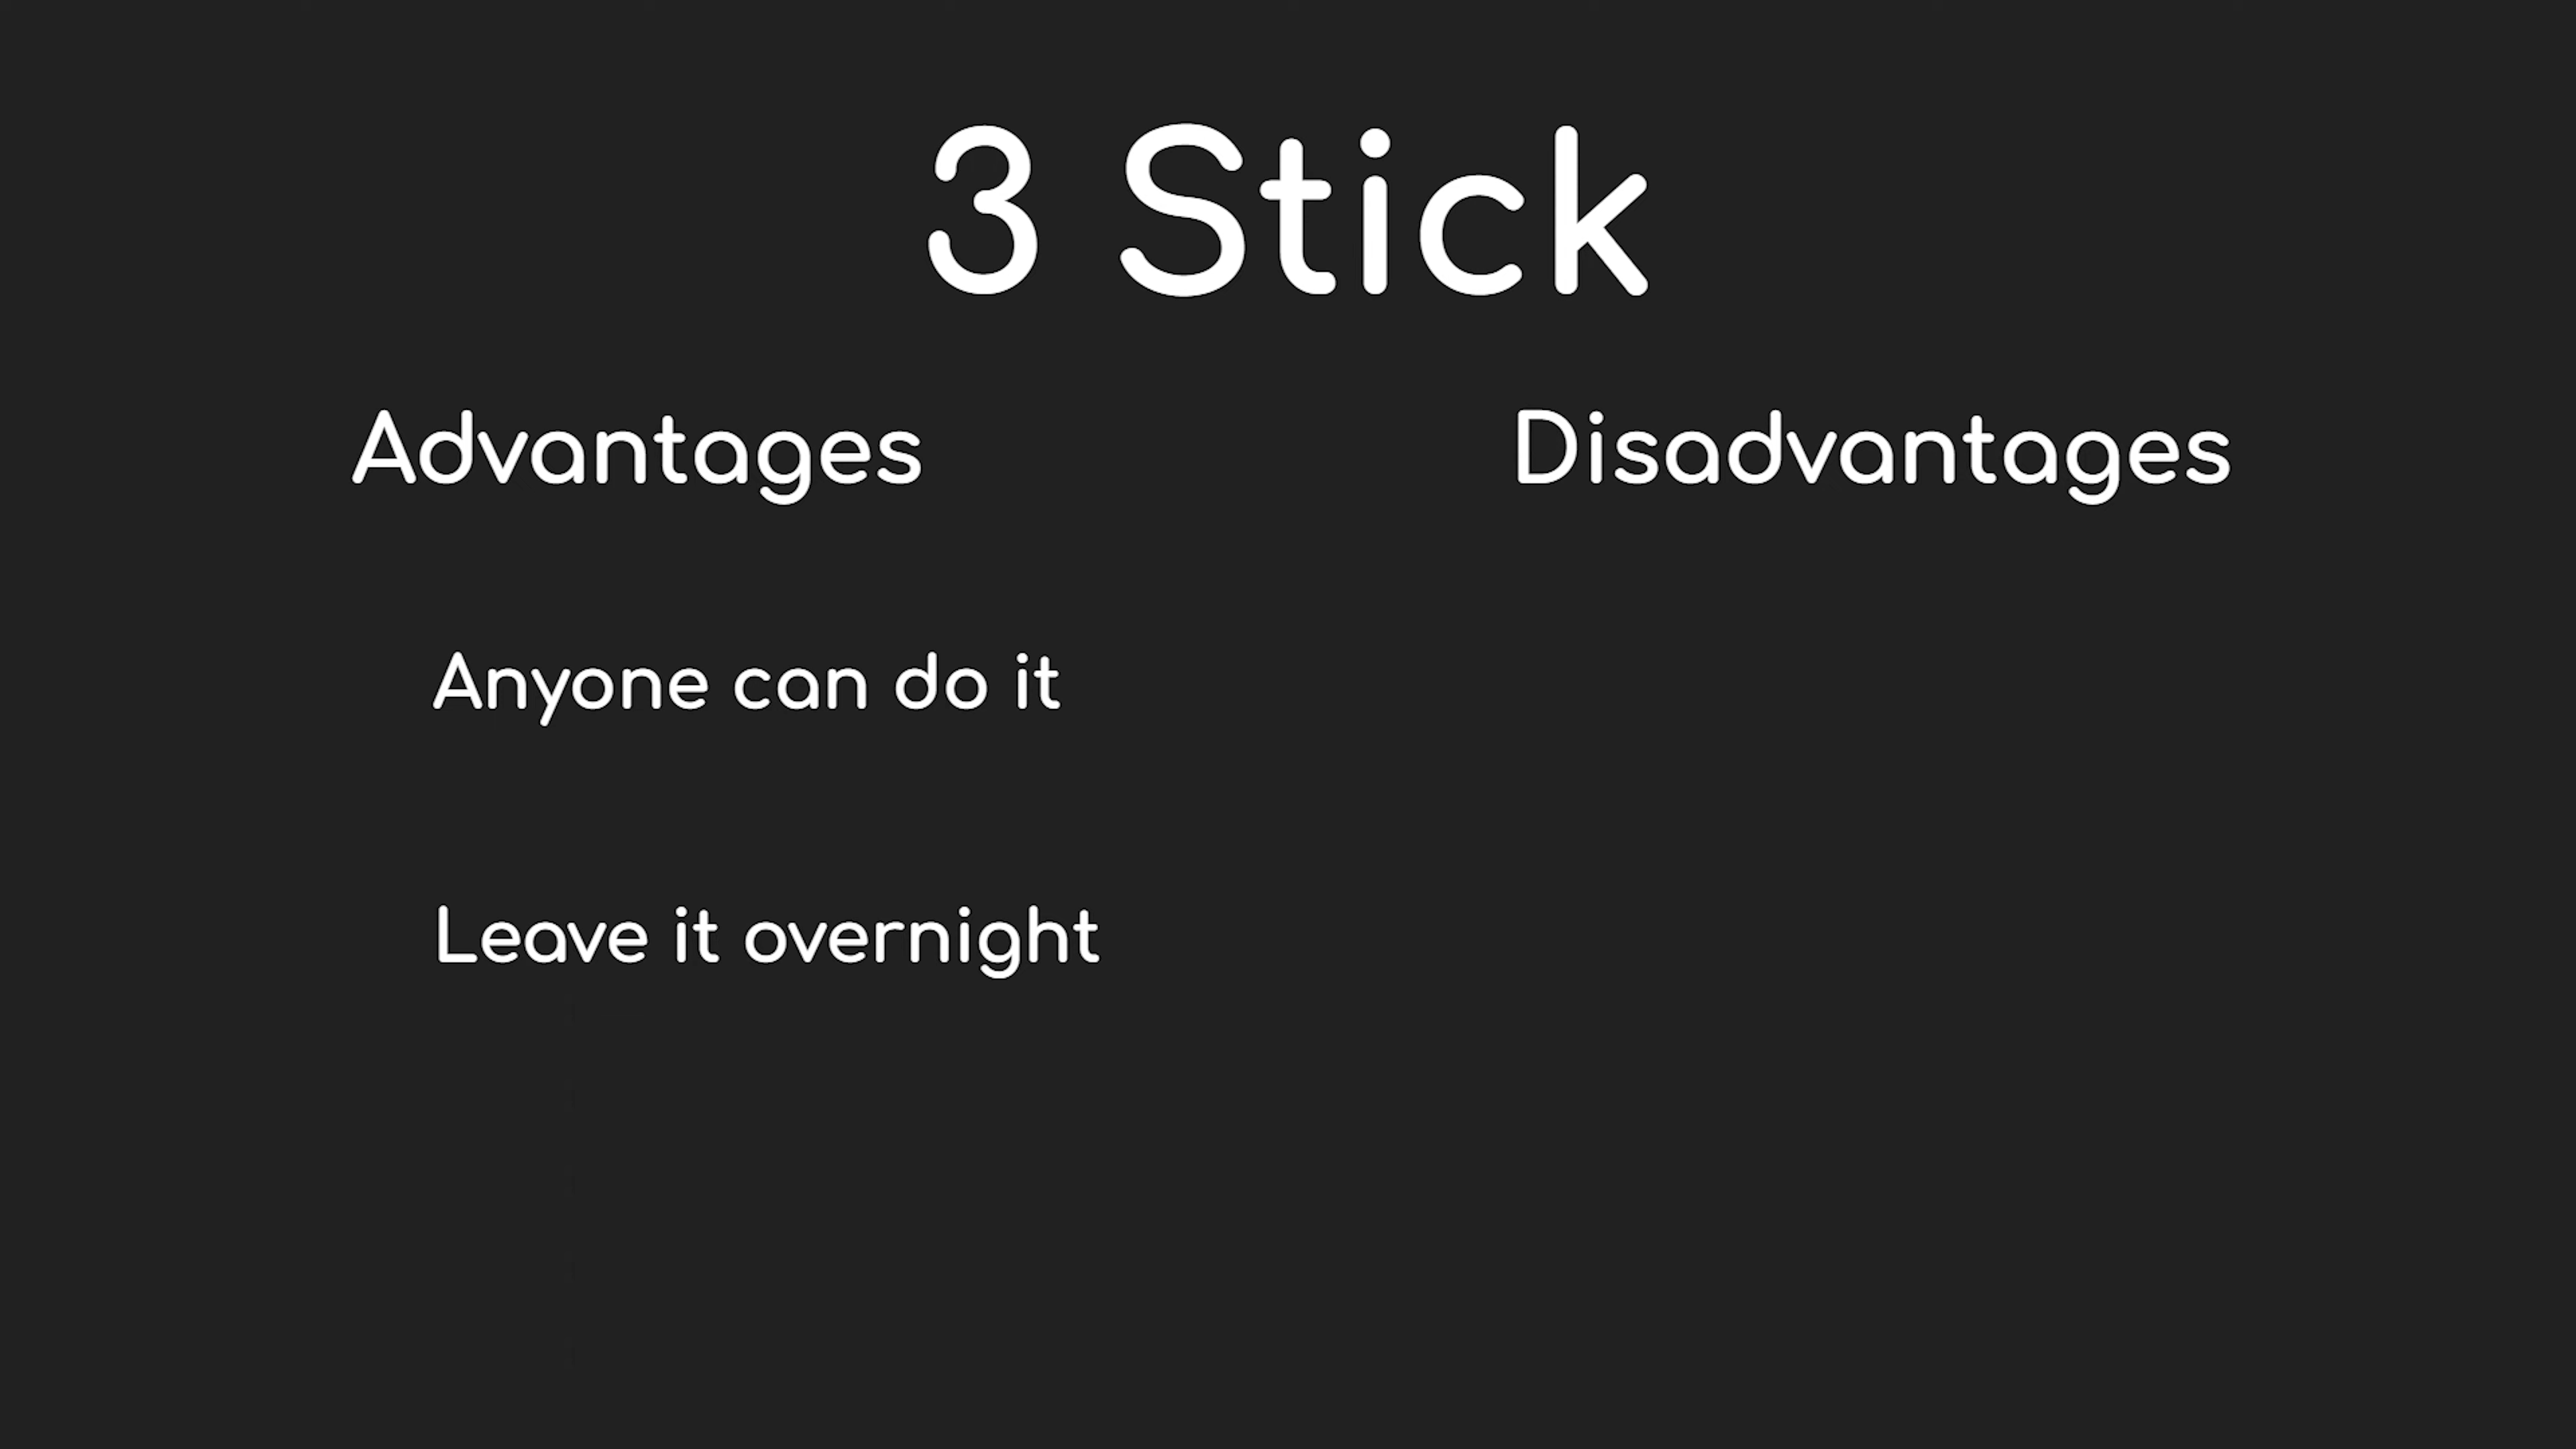 3 Stick
Advantages
Disadvantages
Anyone can do it
Leave it overnight